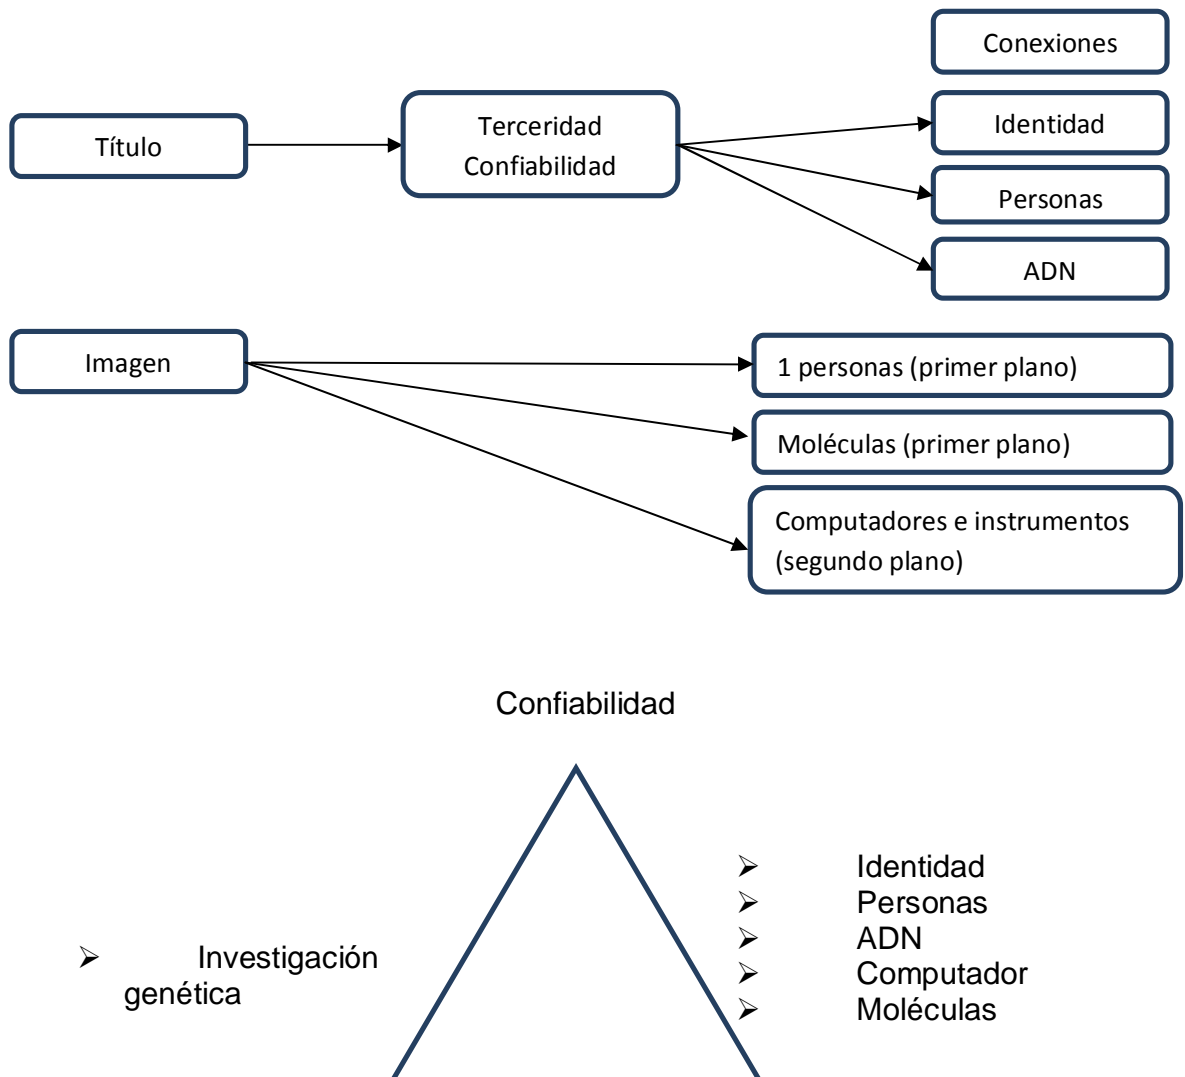 Conexiones
Título
Terceridad
Confiabilidad
Identidad
Personas
ADN
Imagen
1 personas (primer plano)
Moléculas (primer plano)
Computadores e instrumentos
(segundo plano)
Confiabilidad
➢ Investigación
genética
➢ Identidad
➢ Personas
➢ ADN
➢ Computador
➢ Moléculas